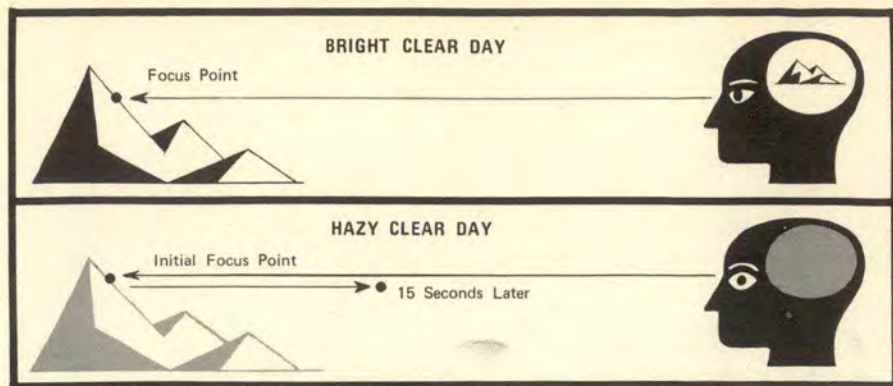 BRIGHT CLEAR DAY
Focus Point
HAZY CLEAR DAY
Initial Focus Point
15 Seconds Later